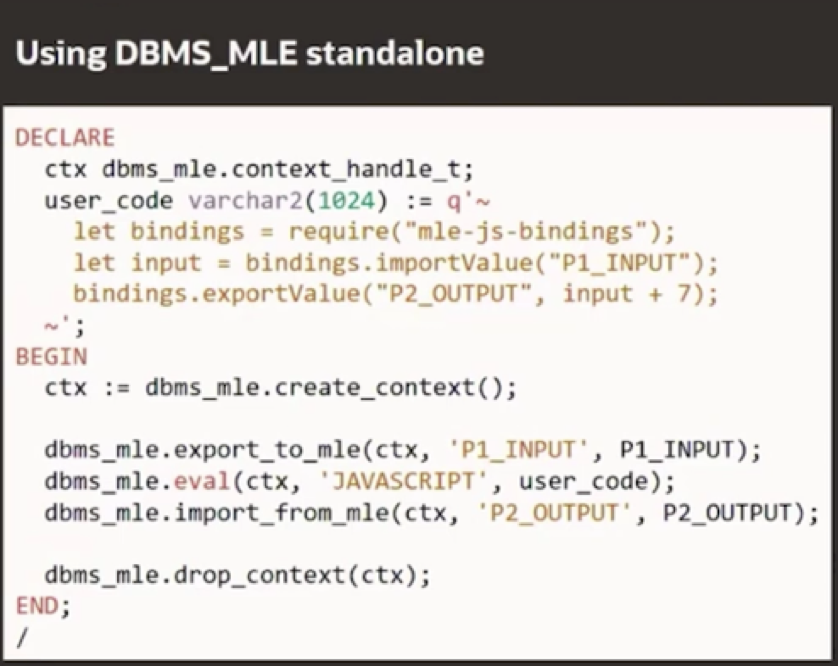 Using DBMS_MLE standalone
DECLARE
ctx dbms_mle.context_handle_t;
user_code varchar2(1024) := q'~
let bindings = require("mle-js-bindings");
let input = bindings.importValue("P1_INPUT");
bindings.exportValue("P2_OUTPUT", input + 7);
~';
BEGIN
ctx := dbms_mle.create_context();
dbms_mle.export_to_mle(ctx, 'P1_INPUT', P1_INPUT);
dbms_mle.eval(ctx, 'JAVASCRIPT', user_code);
dbms_mle.import_from_mle(ctx, 'P2_OUTPUT', P2_OUTPUT);
dbms_mle.drop_context(ctx);
END;
/